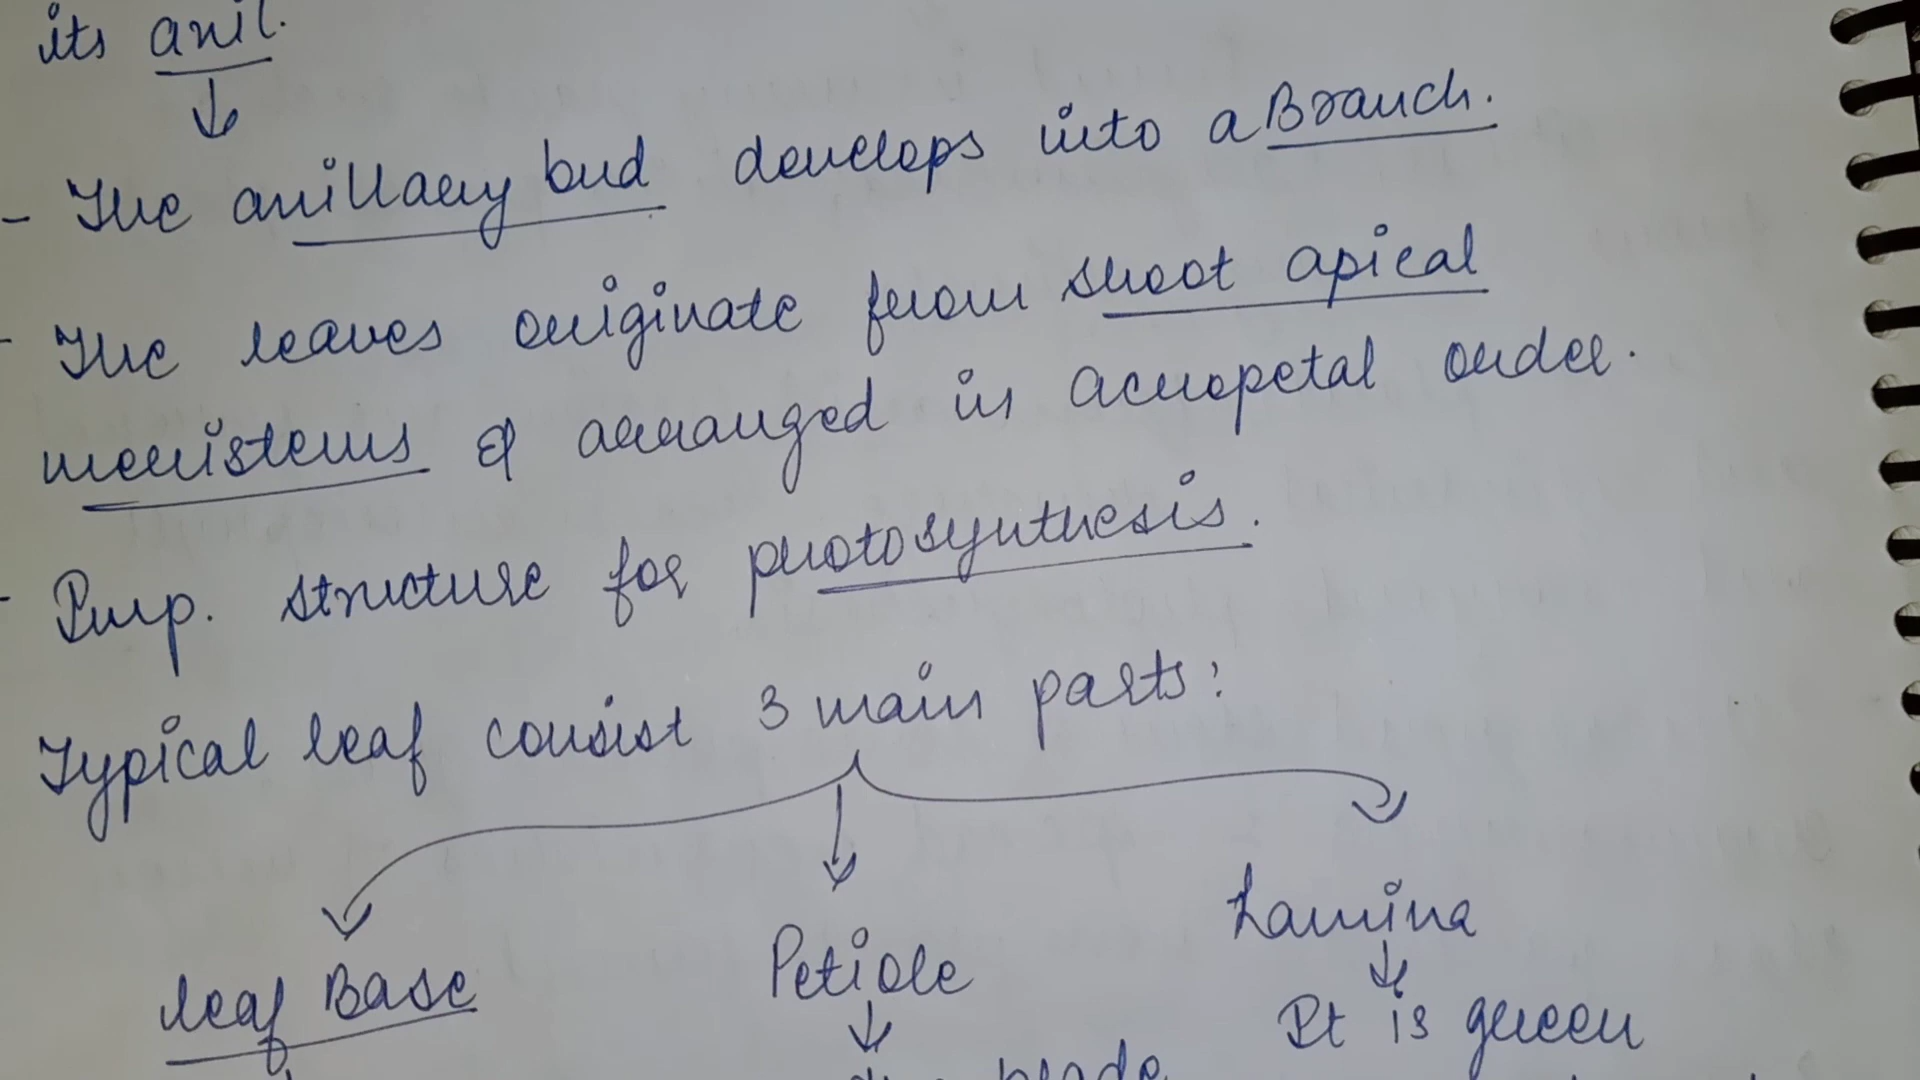 its axil.
- The axillary bud develops into a Branch.
- The leaves originate from shoot apical
meristems & arranged in acropetal order.
- Imp. structure for photosynthesis.
Typical leaf consist 3 main parts:
leaf Base Petiole Lamina
It is green
blade